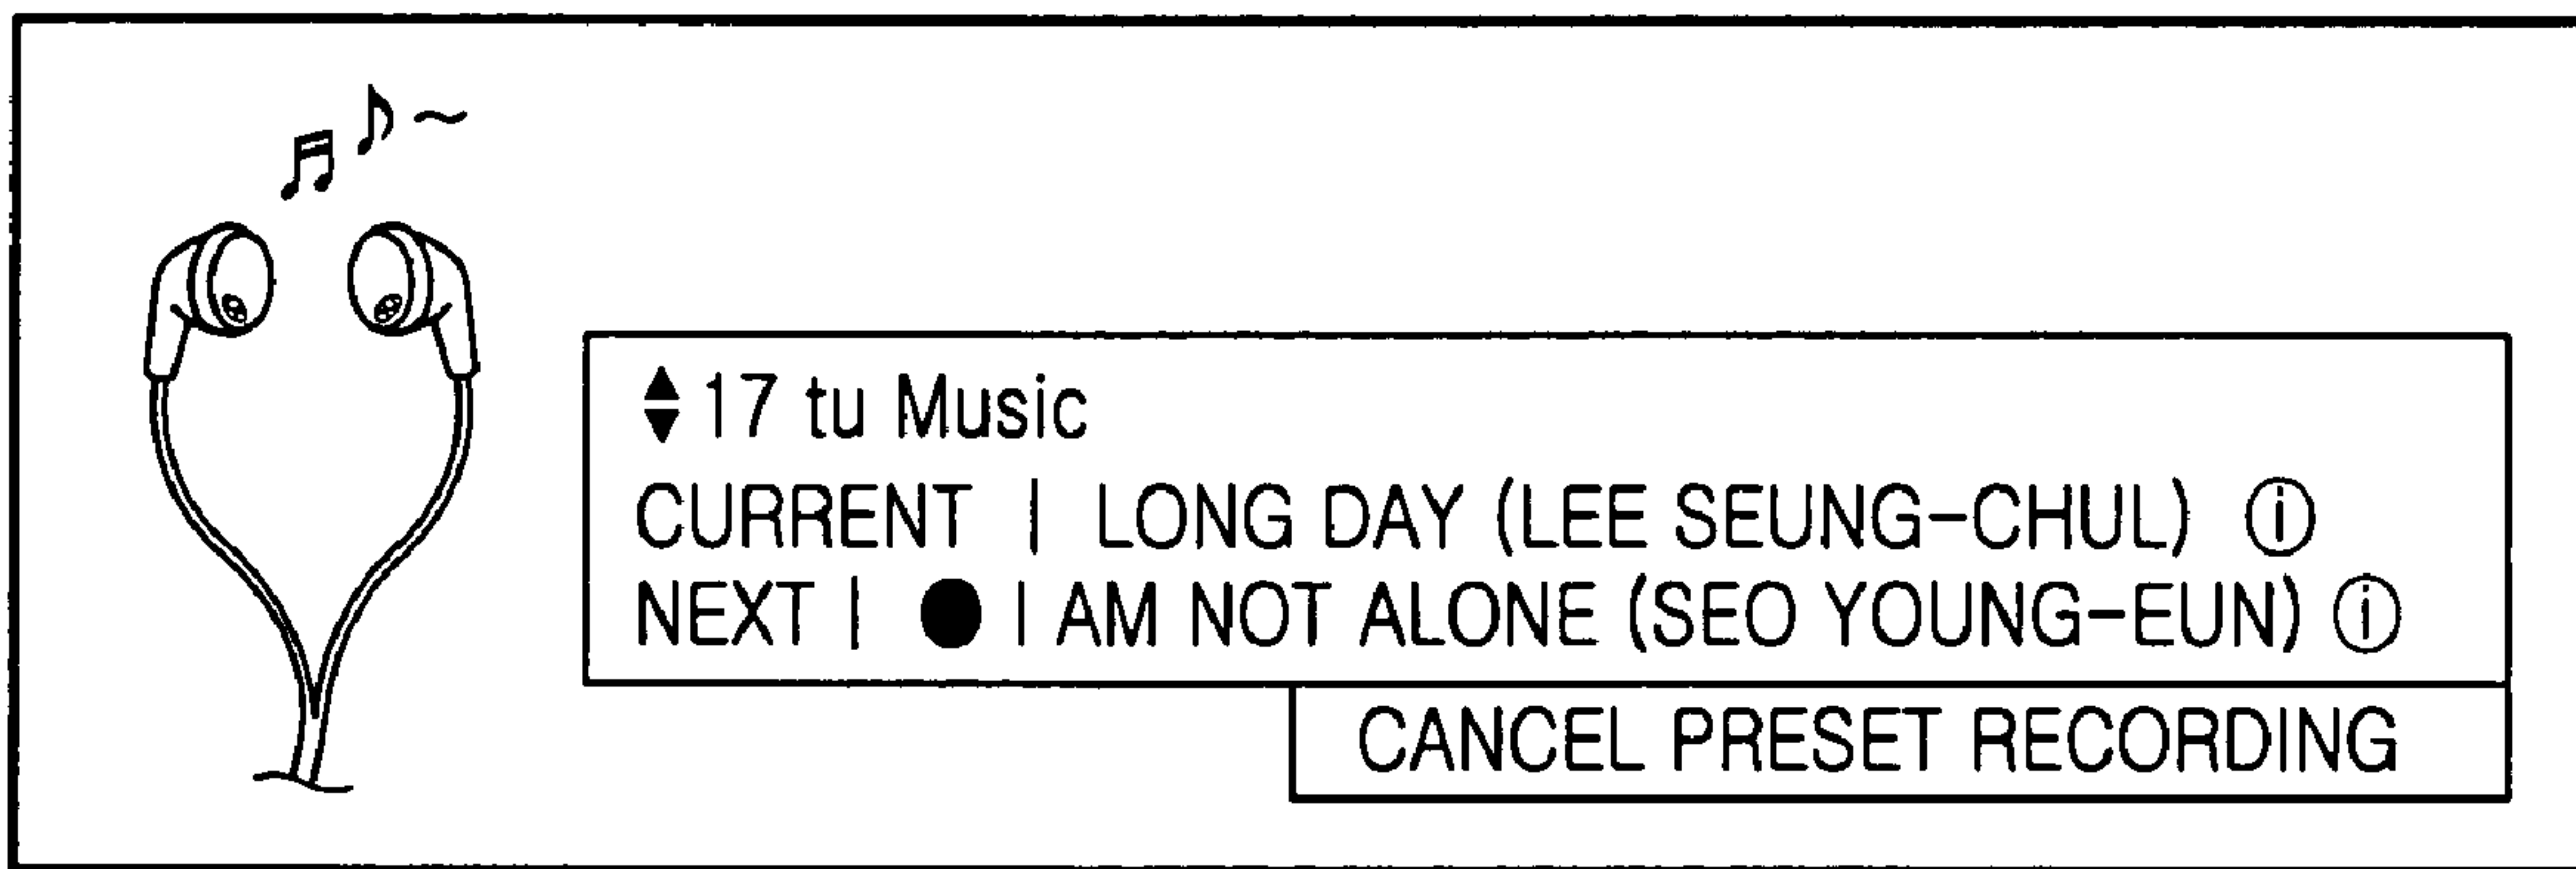 17 tu Music
CURRENT | LONG DAY (LEE SEUNG-CHUL) ⓘ
NEXT | ● I AM NOT ALONE (SEO YOUNG-EUN) ⓘ
CANCEL PRESET RECORDING